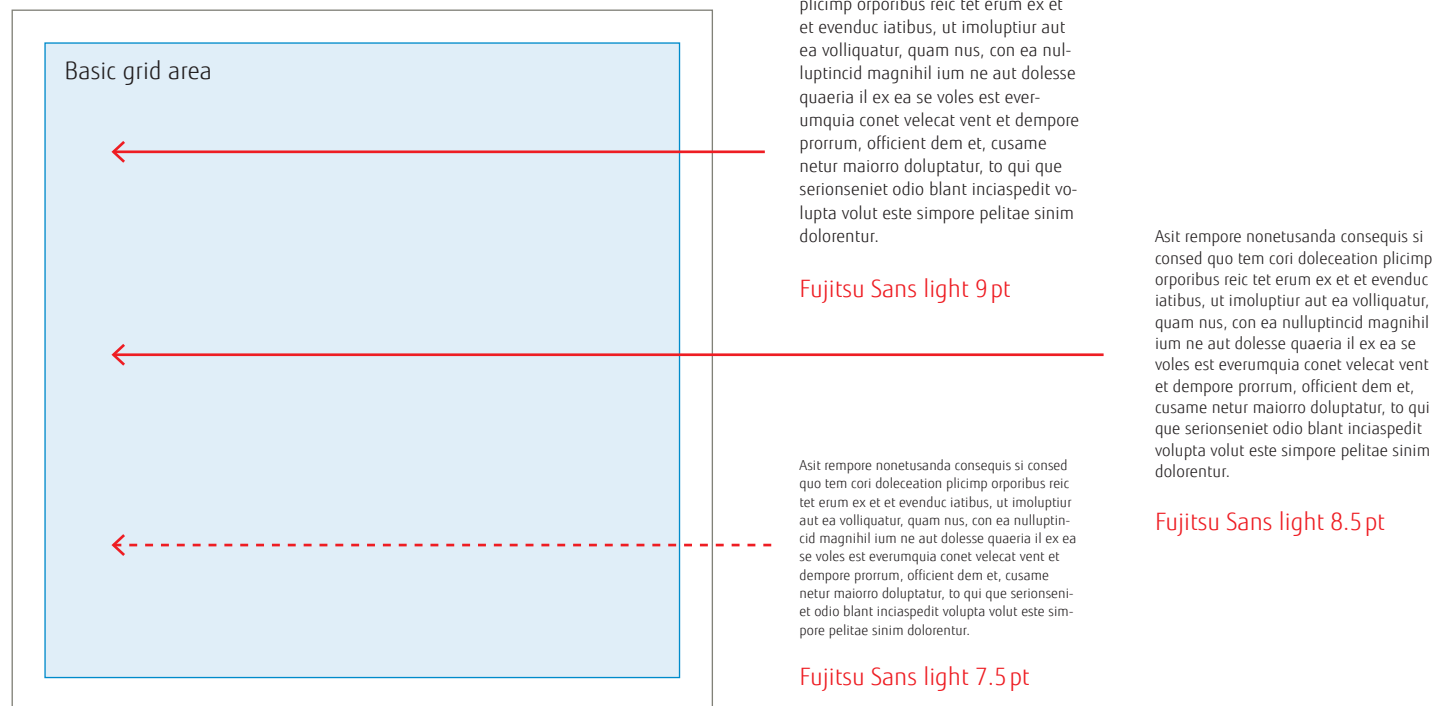 Basic grid area
plicimp orporibus reic tet erum ex et
et evenduc iatibus, ut imoluptiur aut
ea volliquatur, quam nus, con ea nul-
luptincid magnihil ium ne aut dolesse
quaeria il ex ea se voles est ever-
umquia conet velecat vent et dempore
prorrum, officient dem et, cusame
netur maiorro doluptatur, to qui que
serionseniet odio blant inciaspedit vo-
lupta volut este simpore pelitae sinim
dolorentur.
Fujitsu Sans light 9 pt
Asit rempore nonetusanda consequis si
consed quo tem cori doleceation plicimp
orporibus reic tet erum ex et et evenduc
iatibus, ut imoluptiur aut ea volliquatur,
quam nus, con ea nulluptincid magnihil
ium ne aut dolesse quaeria il ex ea se
voles est everumquia conet velecat vent
et dempore prorrum, officient dem et,
cusame netur maiorro doluptatur, to qui
que serionseniet odio blant inciaspedit
volupta volut este simpore pelitae sinim
dolorentur.
Fujitsu Sans light 8.5 pt
Asit rempore nonetusanda consequis si consed
quo tem cori doleceation plicimp orporibus reic
tet erum ex et et evenduc iatibus, ut imoluptiur
aut ea volliquatur, quam nus, con ea nulluptin-
cid magnihil ium ne aut dolesse quaeria il ex ea
se voles est everumquia conet velecat vent et
dempore prorrum, officient dem et, cusame
netur maiorro doluptatur, to qui que serionseni-
et odio blant inciaspedit volupta volut este sim-
pore pelitae sinim dolorentur.
Fujitsu Sans light 7.5 pt